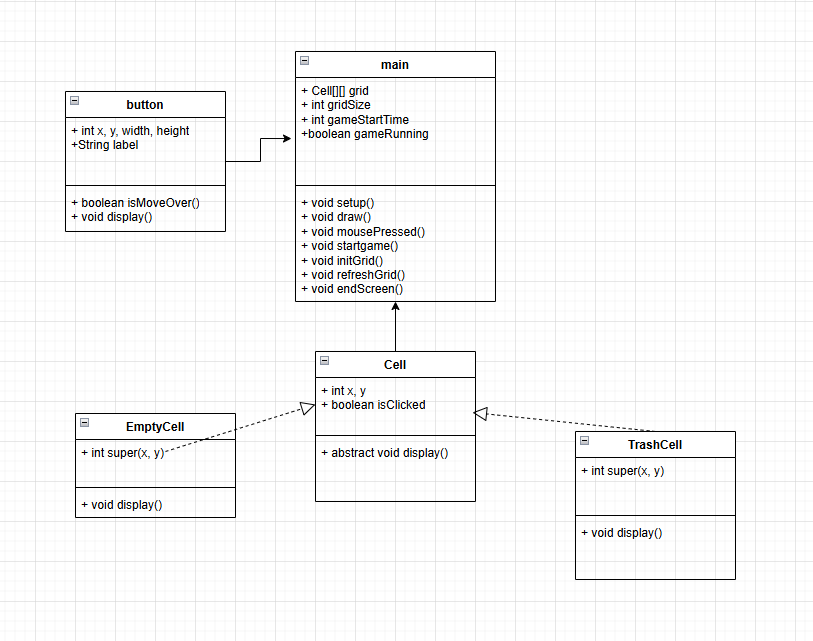 main
+ Cell[][] grid
+ int gridSize
+ int gameStartTime
+boolean gameRunning
+ void setup()
+ void draw()
+ void mousePressed()
+ void startgame()
+ void initGrid()
+ void refreshGrid()
+ void endScreen()
button
+ int x, y, width, height
+String label
+ boolean isMoveOver()
+ void display()
Cell
+ int x, y
+ boolean isClicked
+ abstract void display()
EmptyCell
+ int super(x, y)
+ void display()
TrashCell
+ int super(x, y)
+ void display()